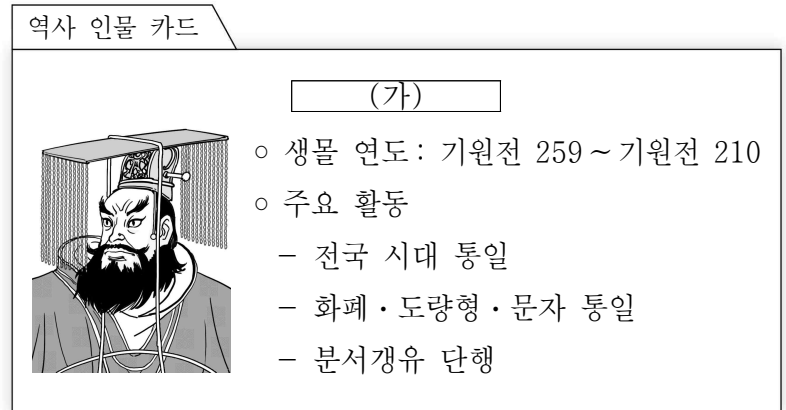 역사 인물 카드
(가)
○ 생몰 연도: 기원전 259～기원전 210
○ 주요 활동
- 전국 시대 통일
- 화폐·도량형·문자 통일
- 분서갱유 단행